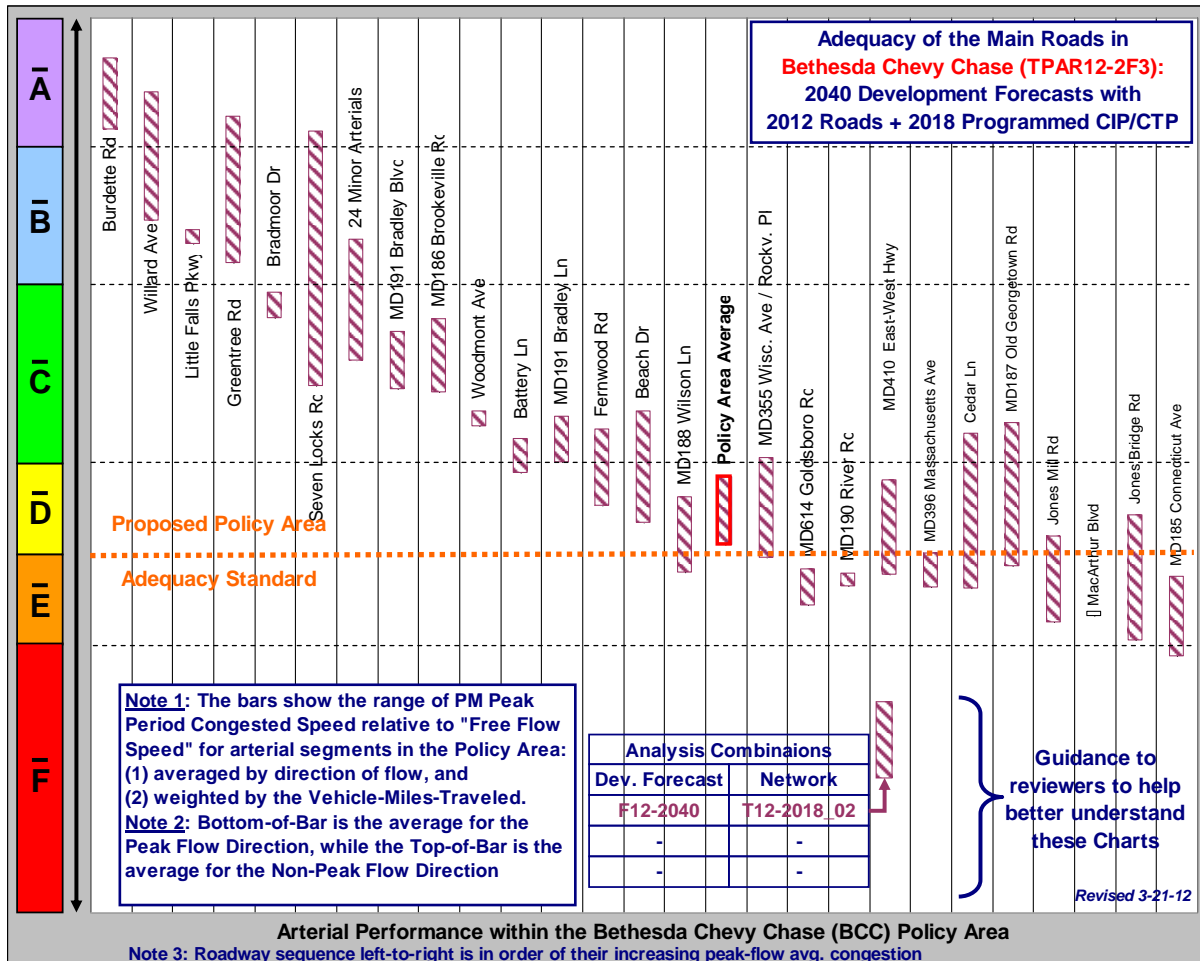 Adequacy of the Main Roads in
Bethesda Chevy Chase (TPAR12-2F3):
2040 Development Forecasts with
2012 Roads + 2018 Programmed CIP/CTP
A
B
C
D
E
F
Burdette Rd
Willard Ave
Little Falls Pkwy
Greentree Rd
Bradmoor Dr
Seven Locks Rd
24 Minor Arterials
MD191 Bradley Blvd
MD186 Brookeville Rd
Woodmont Ave
Battery Ln
MD191 Bradley Ln
Fernwood Rd
Beach Dr
MD188 Wilson Ln
Policy Area Average
MD355 Wisc. Ave / Rockv. Pl
MD614 Goldsboro Rd
MD190 River Rd
MD410 East-West Hwy
MD396 Massachusetts Ave
Cedar Ln
MD187 Old Georgetown Rd
Jones Mill Rd
[] MacArthur Blvd
Jones Bridge Rd
MD185 Connecticut Ave
Proposed Policy Area
Adequacy Standard
Note 1: The bars show the range of PM Peak
Period Congested Speed relative to "Free Flow
Speed" for arterial segments in the Policy Area:
(1) averaged by direction of flow, and
(2) weighted by the Vehicle-Miles-Traveled.
Note 2: Bottom-of-Bar is the average for the
Peak Flow Direction, while the Top-of-Bar is the
average for the Non-Peak Flow Direction
Analysis Combinaions
Dev. Forecast Network
F12-2040 T12-2018_02
- -
- -
Guidance to
reviewers to help
better understand
these Charts
Revised 3-21-12
Arterial Performance within the Bethesda Chevy Chase (BCC) Policy Area
Note 3: Roadway sequence left-to-right is in order of their increasing peak-flow avg. congestion